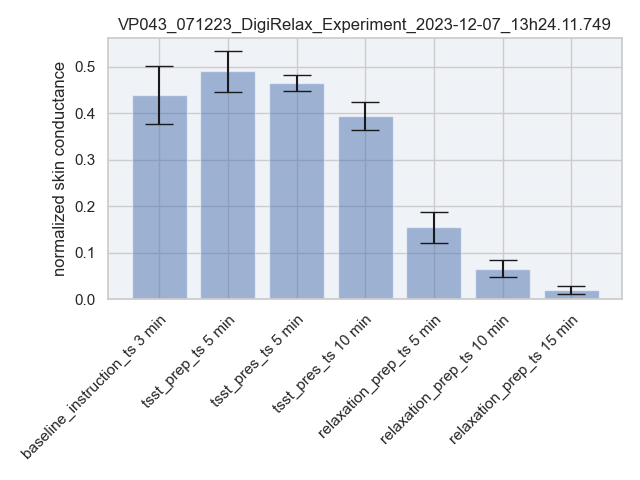 VP043_071223_DigiRelax_Experiment_2023-12-07_13h24.11.749
normalized skin conductance
0.5
0.4
0.3
0.2
0.1
0.0
baseline_instruction_ts 3 min
tsst_prep_ts 5 min
tsst_pres_ts 5 min
tsst_pres_ts 10 min
relaxation_prep_ts 5 min
relaxation_prep_ts 10 min
relaxation_prep_ts 15 min